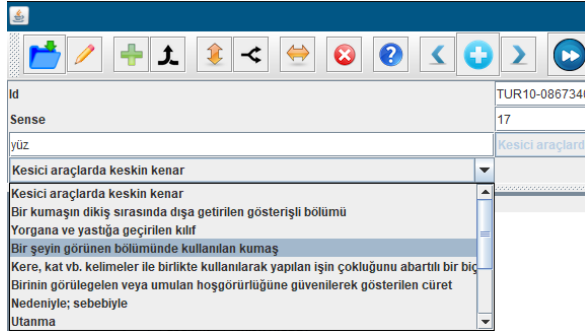 Id
TUR10-0867340
Sense
17
yüz
Kesici araçlard
Kesici araçlarda keskin kenar
Kesici araçlarda keskin kenar
Bir kumaşın dikiş sırasında dışa getirilen gösterişli bölümü
Yorgana ve yastığa geçirilen kılıf
Bir şeyin görünen bölümünde kullanılan kumaş
Kere, kat vb. kelimeler ile birlikte kullanılarak yapılan işin çokluğunu abartılı bir biç
Birinin görülegelen veya umulan hoşgörürlüğüne güvenilerek gösterilen cüret
Nedeniyle; sebebiyle
Utanma